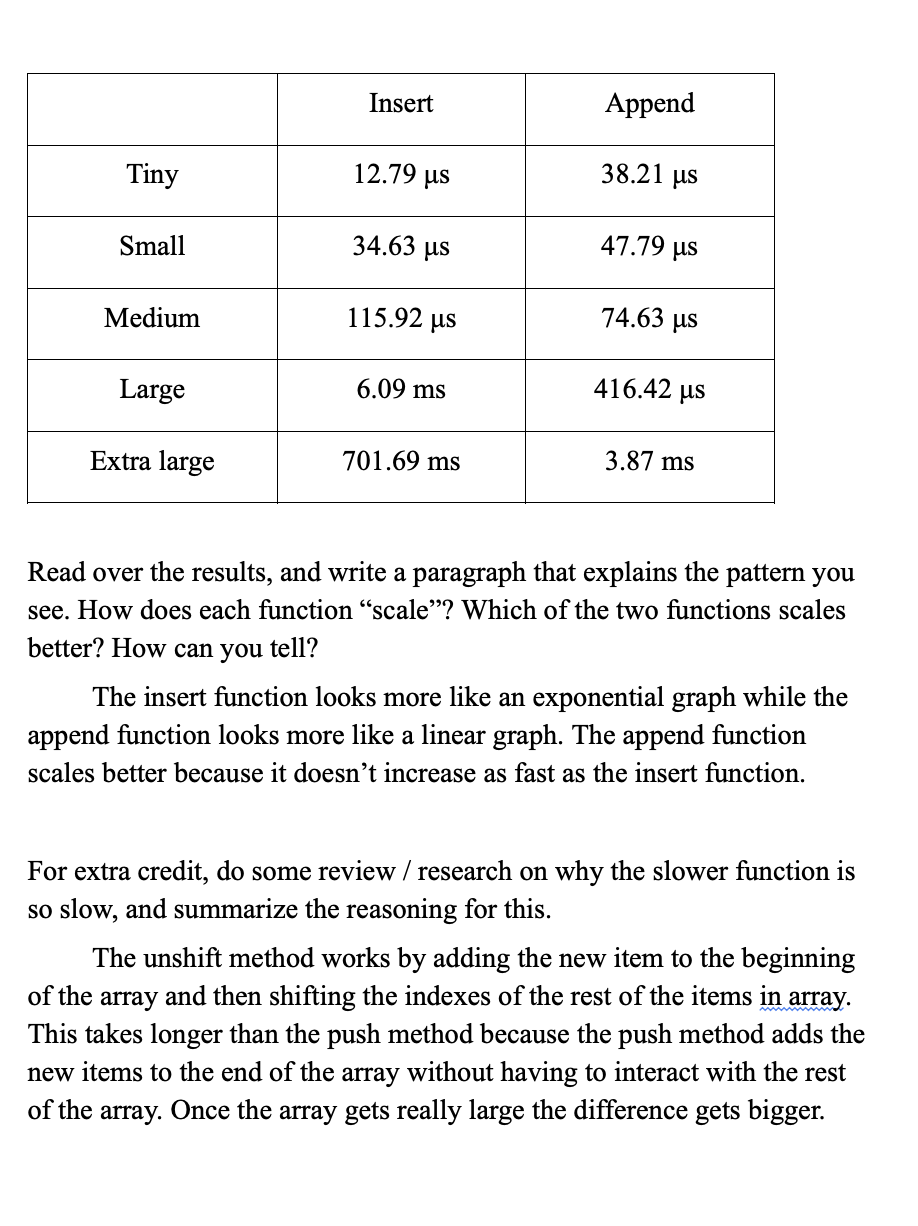 Insert Append
Tiny 12.79 μs 38.21 μs
Small 34.63 μs 47.79 μs
Medium 115.92 μs 74.63 μs
Large 6.09 ms 416.42 μs
Extra large 701.69 ms 3.87 ms
Read over the results, and write a paragraph that explains the pattern you
see. How does each function “scale”? Which of the two functions scales
better? How can you tell?
The insert function looks more like an exponential graph while the
append function looks more like a linear graph. The append function
scales better because it doesn’t increase as fast as the insert function.
For extra credit, do some review / research on why the slower function is
so slow, and summarize the reasoning for this.
The unshift method works by adding the new item to the beginning
of the array and then shifting the indexes of the rest of the items in array.
This takes longer than the push method because the push method adds the
new items to the end of the array without having to interact with the rest
of the array. Once the array gets really large the difference gets bigger.